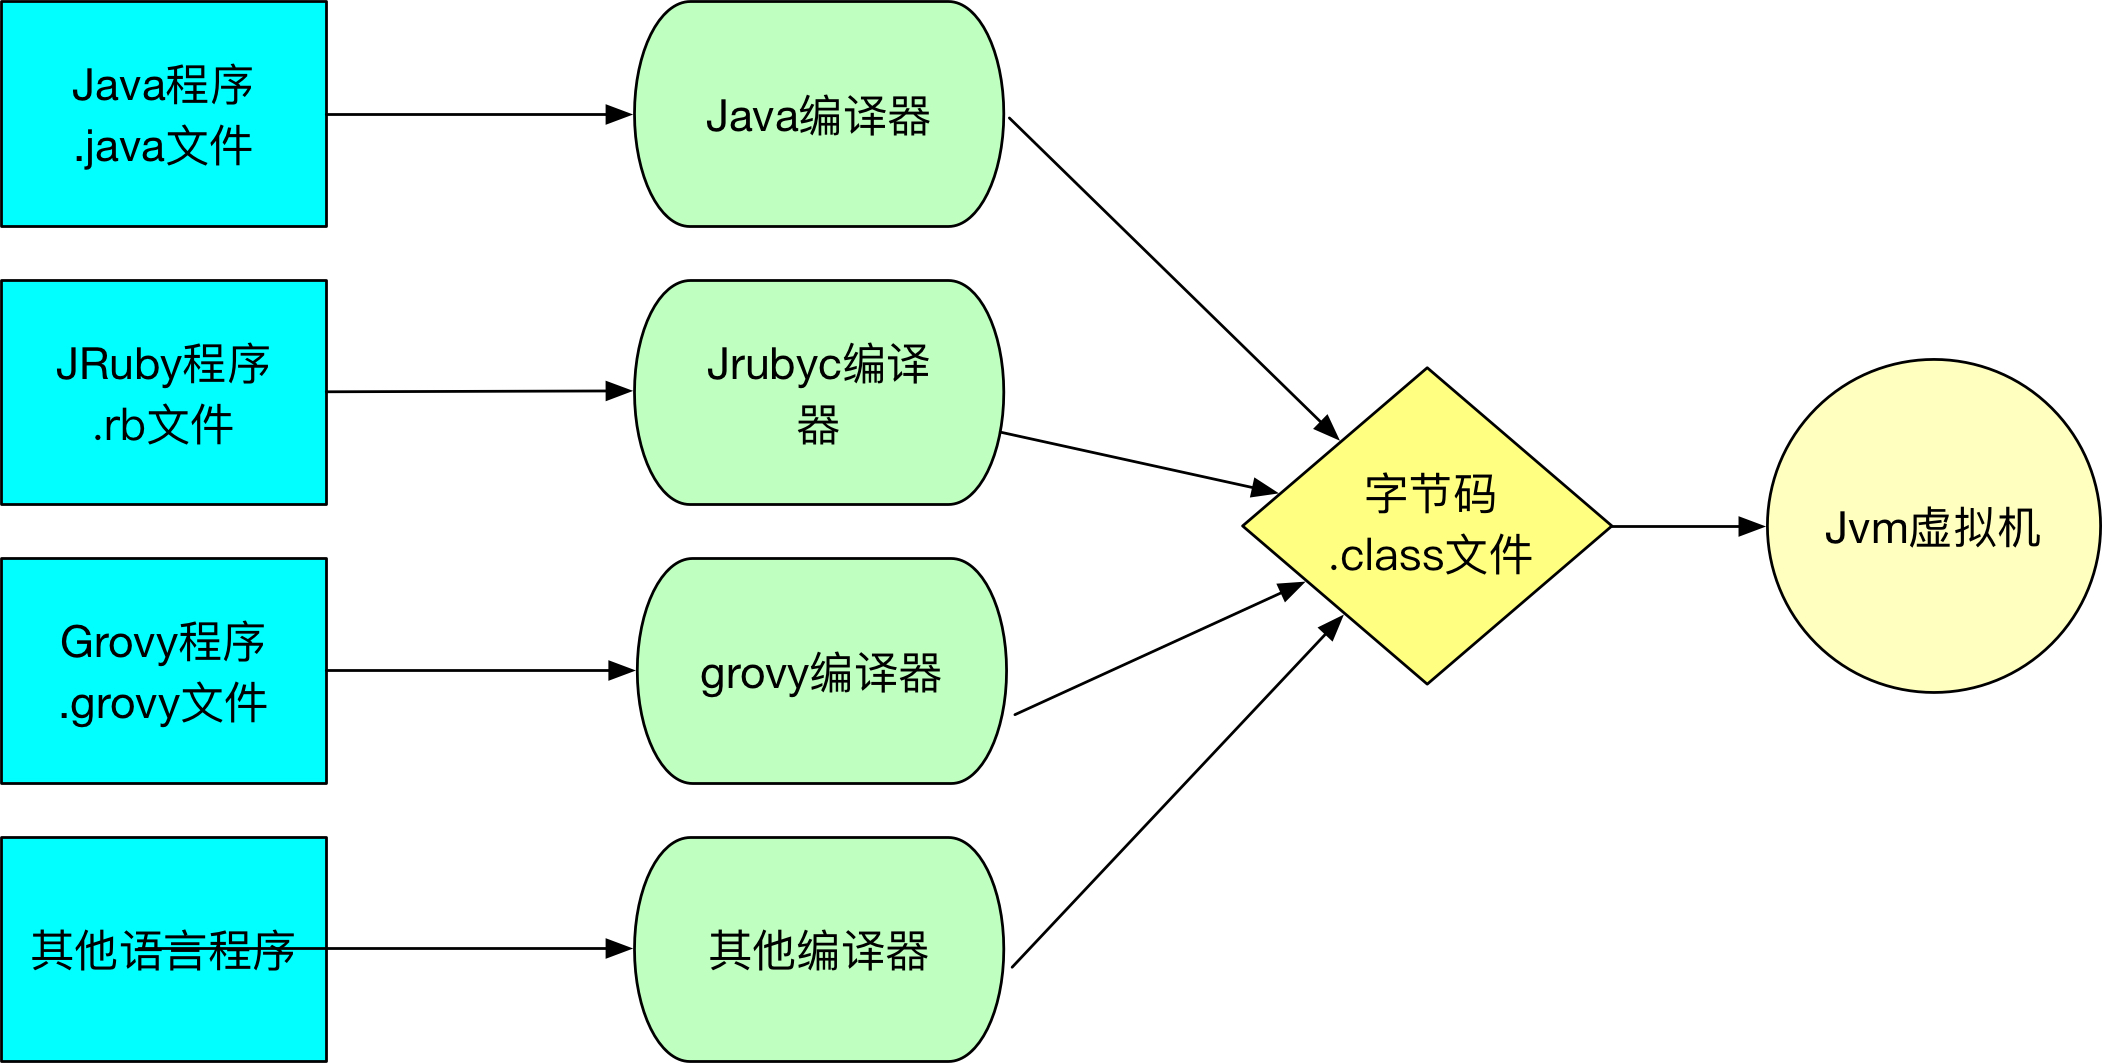 Java程序
.java文件
Java编译器
JRuby程序
.rb文件
Jrubyc编译
器
字节码
.class文件
Jvm虚拟机
Grovy程序
.grovy文件
grovy编译器
其他语言程序
其他编译器